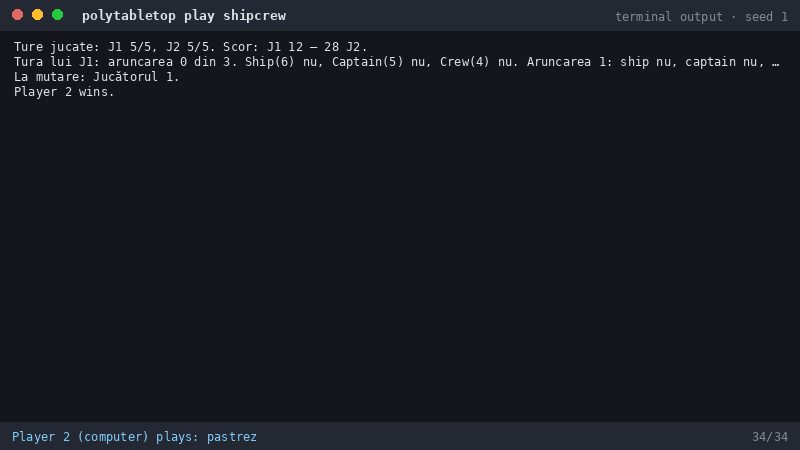 polytabletop play shipcrew
terminal output · seed 1
Ture jucate: J1 5/5, J2 5/5. Scor: J1 12 — 28 J2.
Tura lui J1: aruncarea 0 din 3. Ship(6) nu, Captain(5) nu, Crew(4) nu. Aruncarea 1: ship nu, captain nu, …
La mutare: Jucătorul 1.
Player 2 wins.
Player 2 (computer) plays: pastrez
34/34